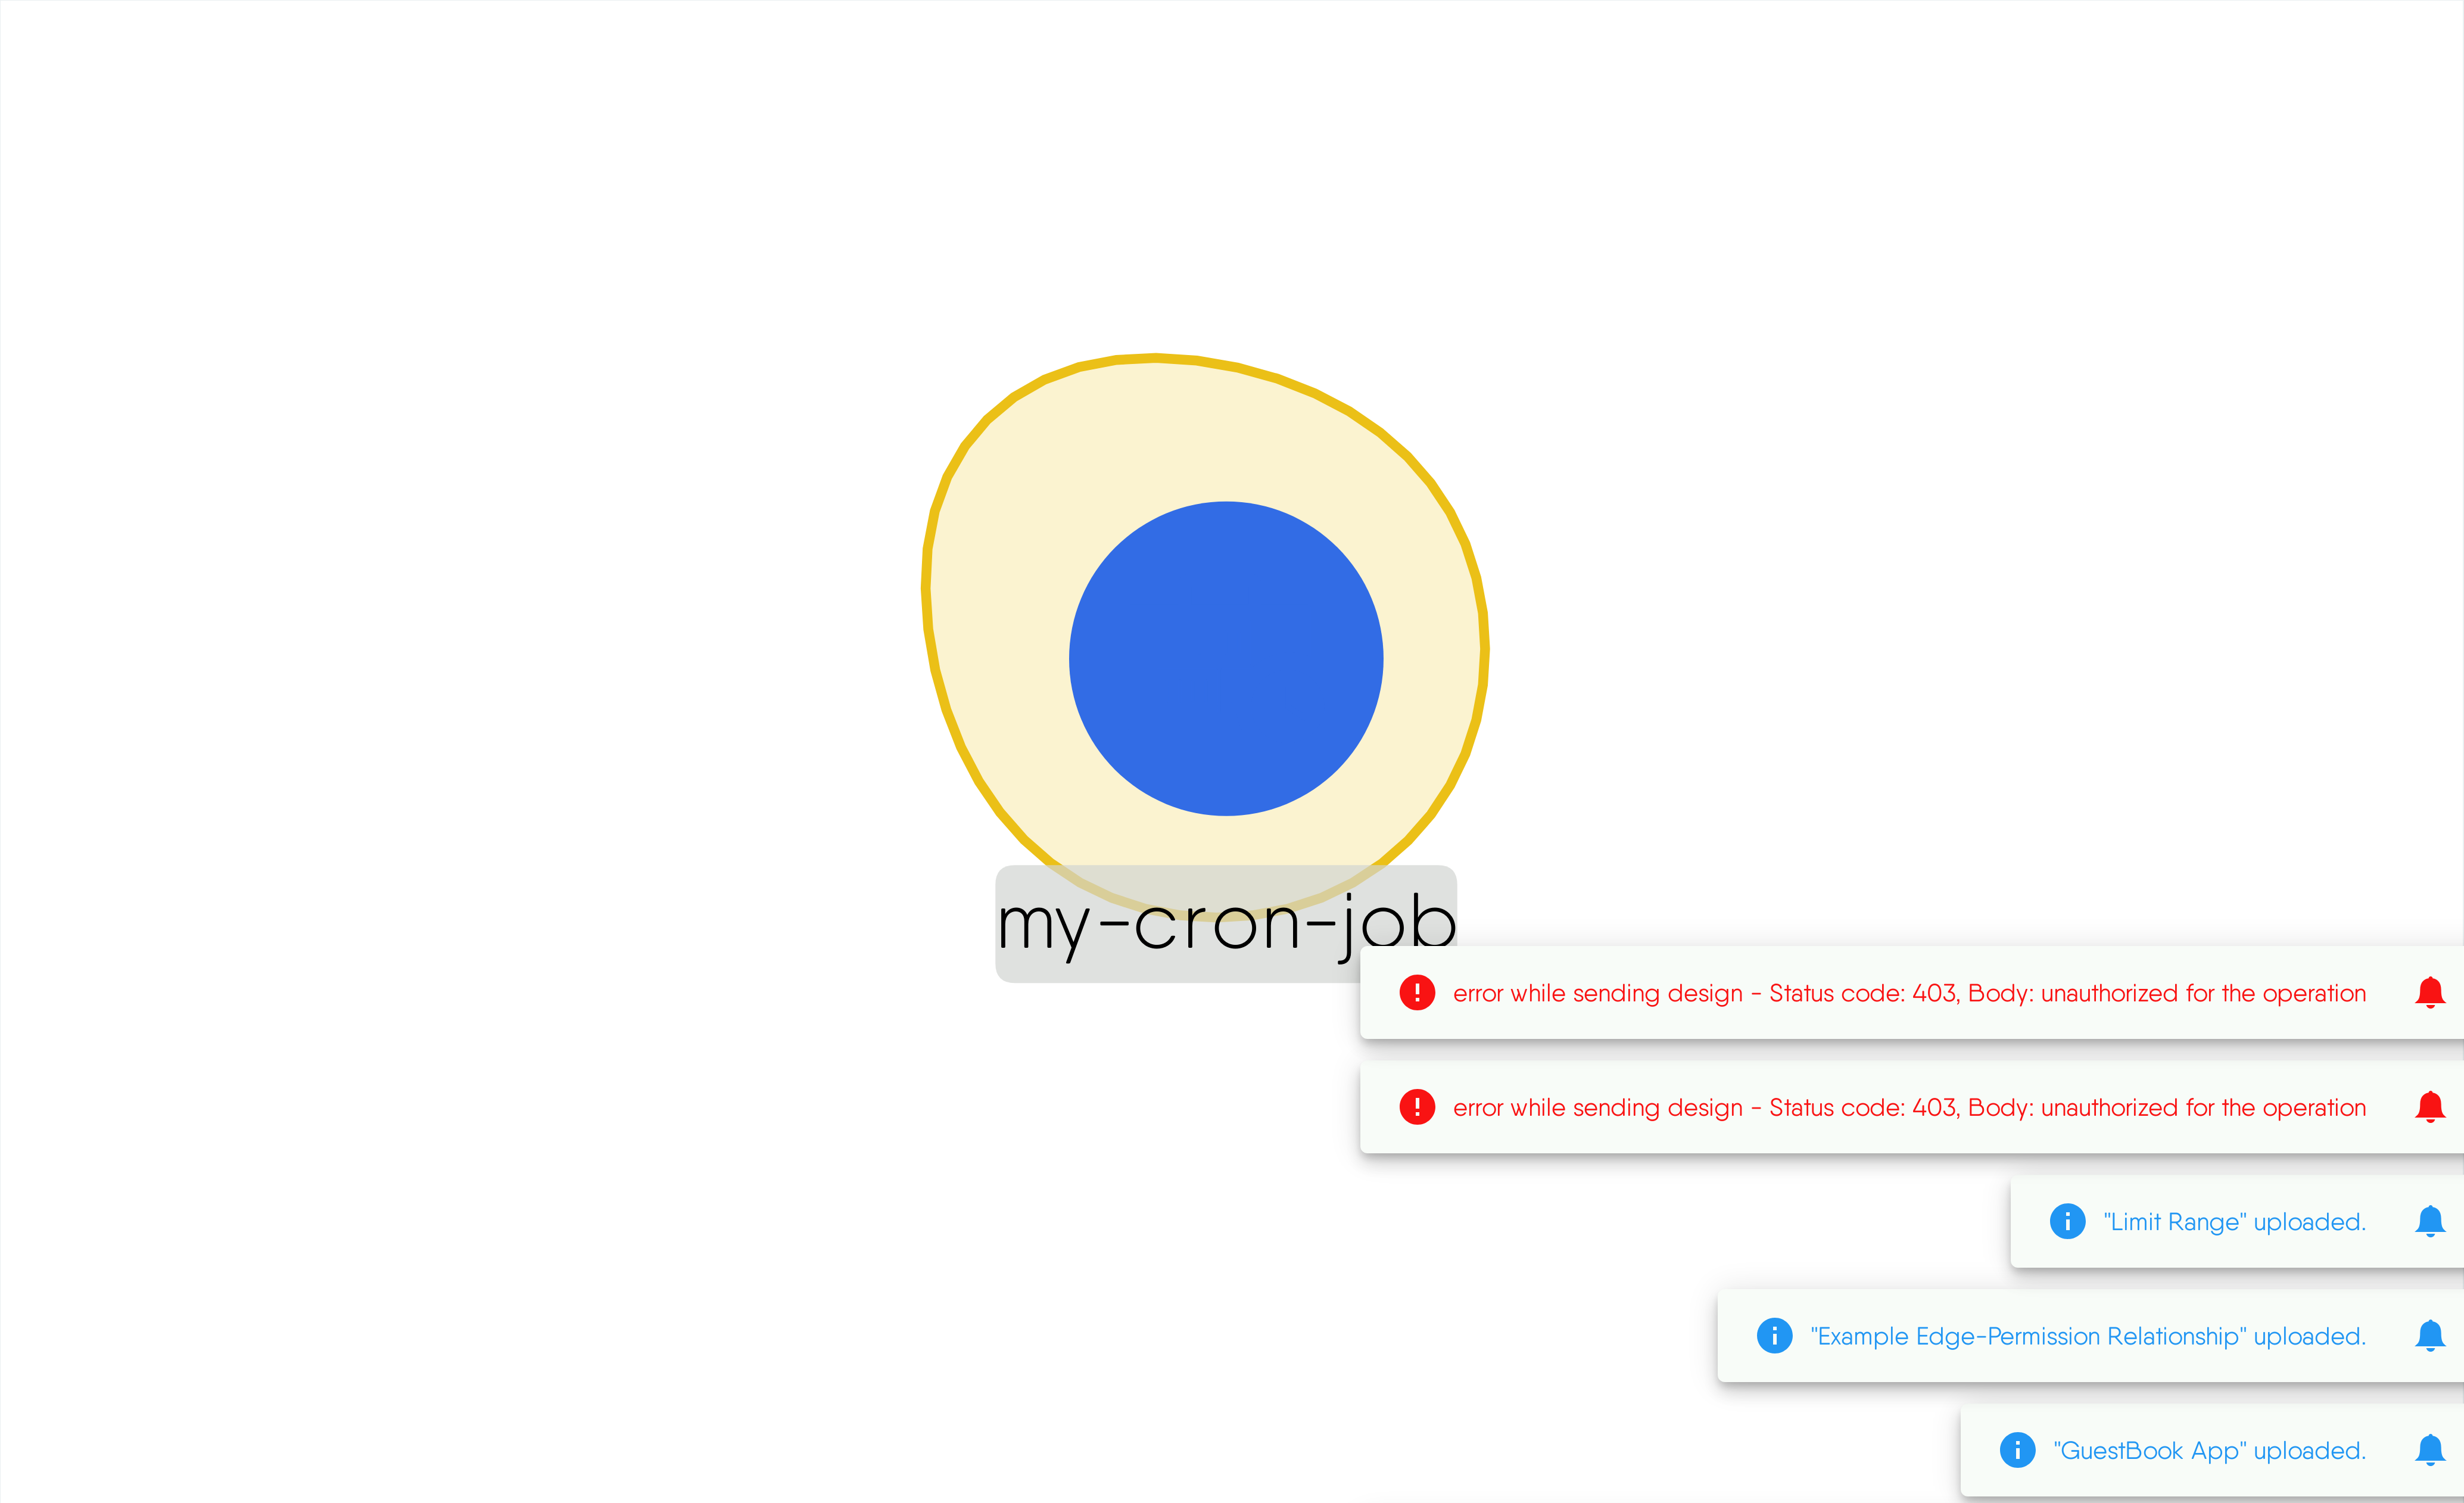 my-cron-job
error while sending design - Status code: 403, Body: unauthorized for the operation
error while sending design - Status code: 403, Body: unauthorized for the operation
"Limit Range" uploaded.
"Example Edge-Permission Relationship" uploaded.
"GuestBook App" uploaded.